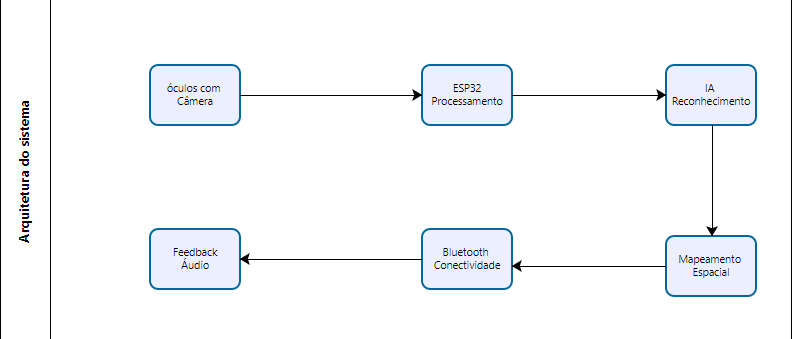 Arquitetura do sistema
óculos com
Câmera
ESP32
Processamento
IA
Reconhecimento
Mapeamento
Espacial
Bluetooth
Conectividade
Feedback
Áudio